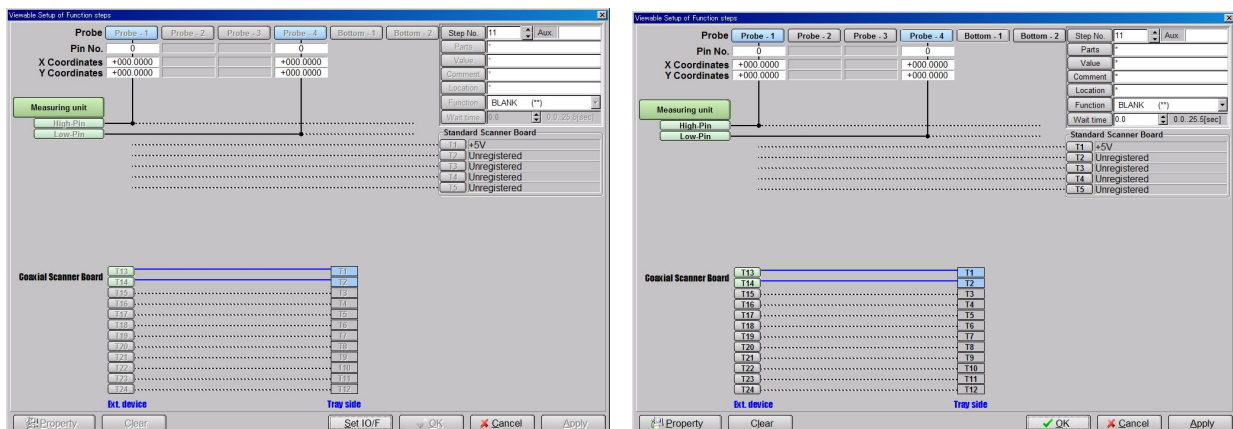 Viewable Setup of Function steps
Probe Probe - 1 Probe - 2 Probe - 3 Probe - 4 Bottom - 1 Bottom - 2 Step No. 11 Aux.
Pin No. 0 0 Parts *
X Coordinates +000.0000 +000.0000 Value *
Y Coordinates +000.0000 +000.0000 Comment *
Location *
Measuring unit Function BLANK (**)
High-Pin Wait time 0.0 0.0..25.5[sec]
Low-Pin Standard Scanner Board
T1 +5V
T2 Unregistered
T3 Unregistered
T4 Unregistered
T5 Unregistered
Coaxial Scanner Board T13 T1
T14 T2
T15 T3
T16 T4
T17 T5
T18 T6
T19 T7
T20 T8
T21 T9
T22 T10
T23 T11
T24 T12
Ext. device Tray side
Property Clear Set IO/F OK Cancel Apply
Viewable Setup of Function steps
Probe Probe - 1 Probe - 2 Probe - 3 Probe - 4 Bottom - 1 Bottom - 2 Step No. 11 Aux.
Pin No. 0 0 Parts *
X Coordinates +000.0000 +000.0000 Value *
Y Coordinates +000.0000 +000.0000 Comment *
Location *
Measuring unit Function BLANK (**)
High-Pin Wait time 0.0 0.0..25.5[sec]
Low-Pin Standard Scanner Board
T1 +5V
T2 Unregistered
T3 Unregistered
T4 Unregistered
T5 Unregistered
Coaxial Scanner Board T13 T1
T14 T2
T15 T3
T16 T4
T17 T5
T18 T6
T19 T7
T20 T8
T21 T9
T22 T10
T23 T11
T24 T12
Ext. device Tray side
Property Clear OK Cancel Apply